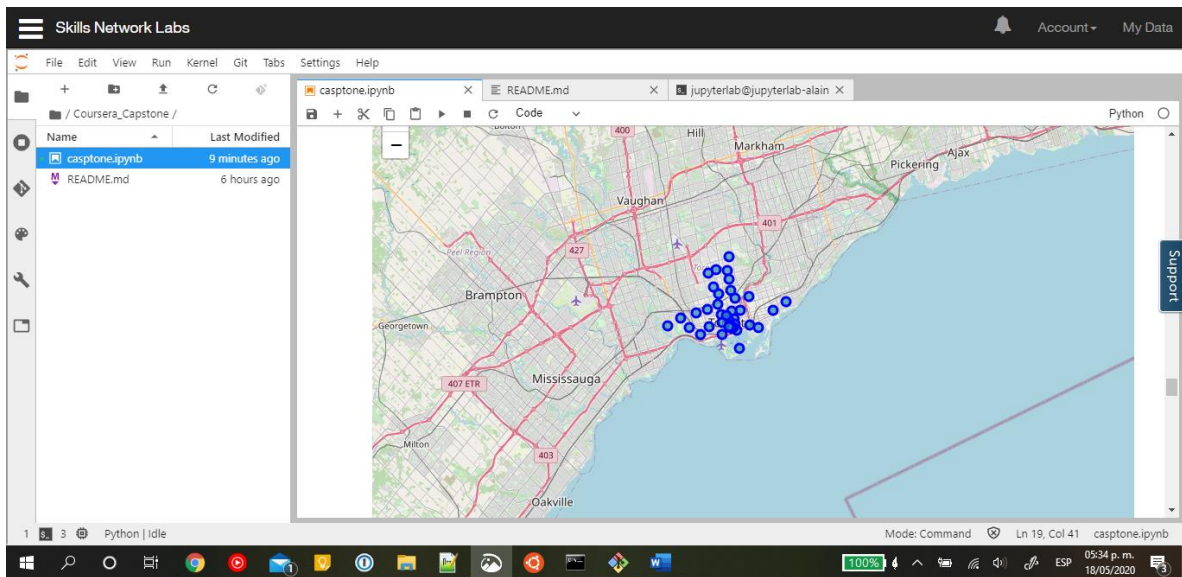 Skills Network Labs
Account
My Data
File Edit View Run Kernel Git Tabs Settings Help
/ Coursera_Capstone /
Name Last Modified
casptone.ipynb 9 minutes ago
README.md 6 hours ago
casptone.ipynb
README.md
jupyterlab@jupyterlab-alain
Code
Python
−
400
Hill
Markham
Pickering
Ajax
Vaughan
401
427
Peel Region
Brampton
Georgetown
407 ETR
Mississauga
Milton
403
Oakville
Support
1 3 Python | Idle
Mode: Command Ln 19, Col 41 casptone.ipynb
100% ESP 05:34 p. m.
18/05/2020